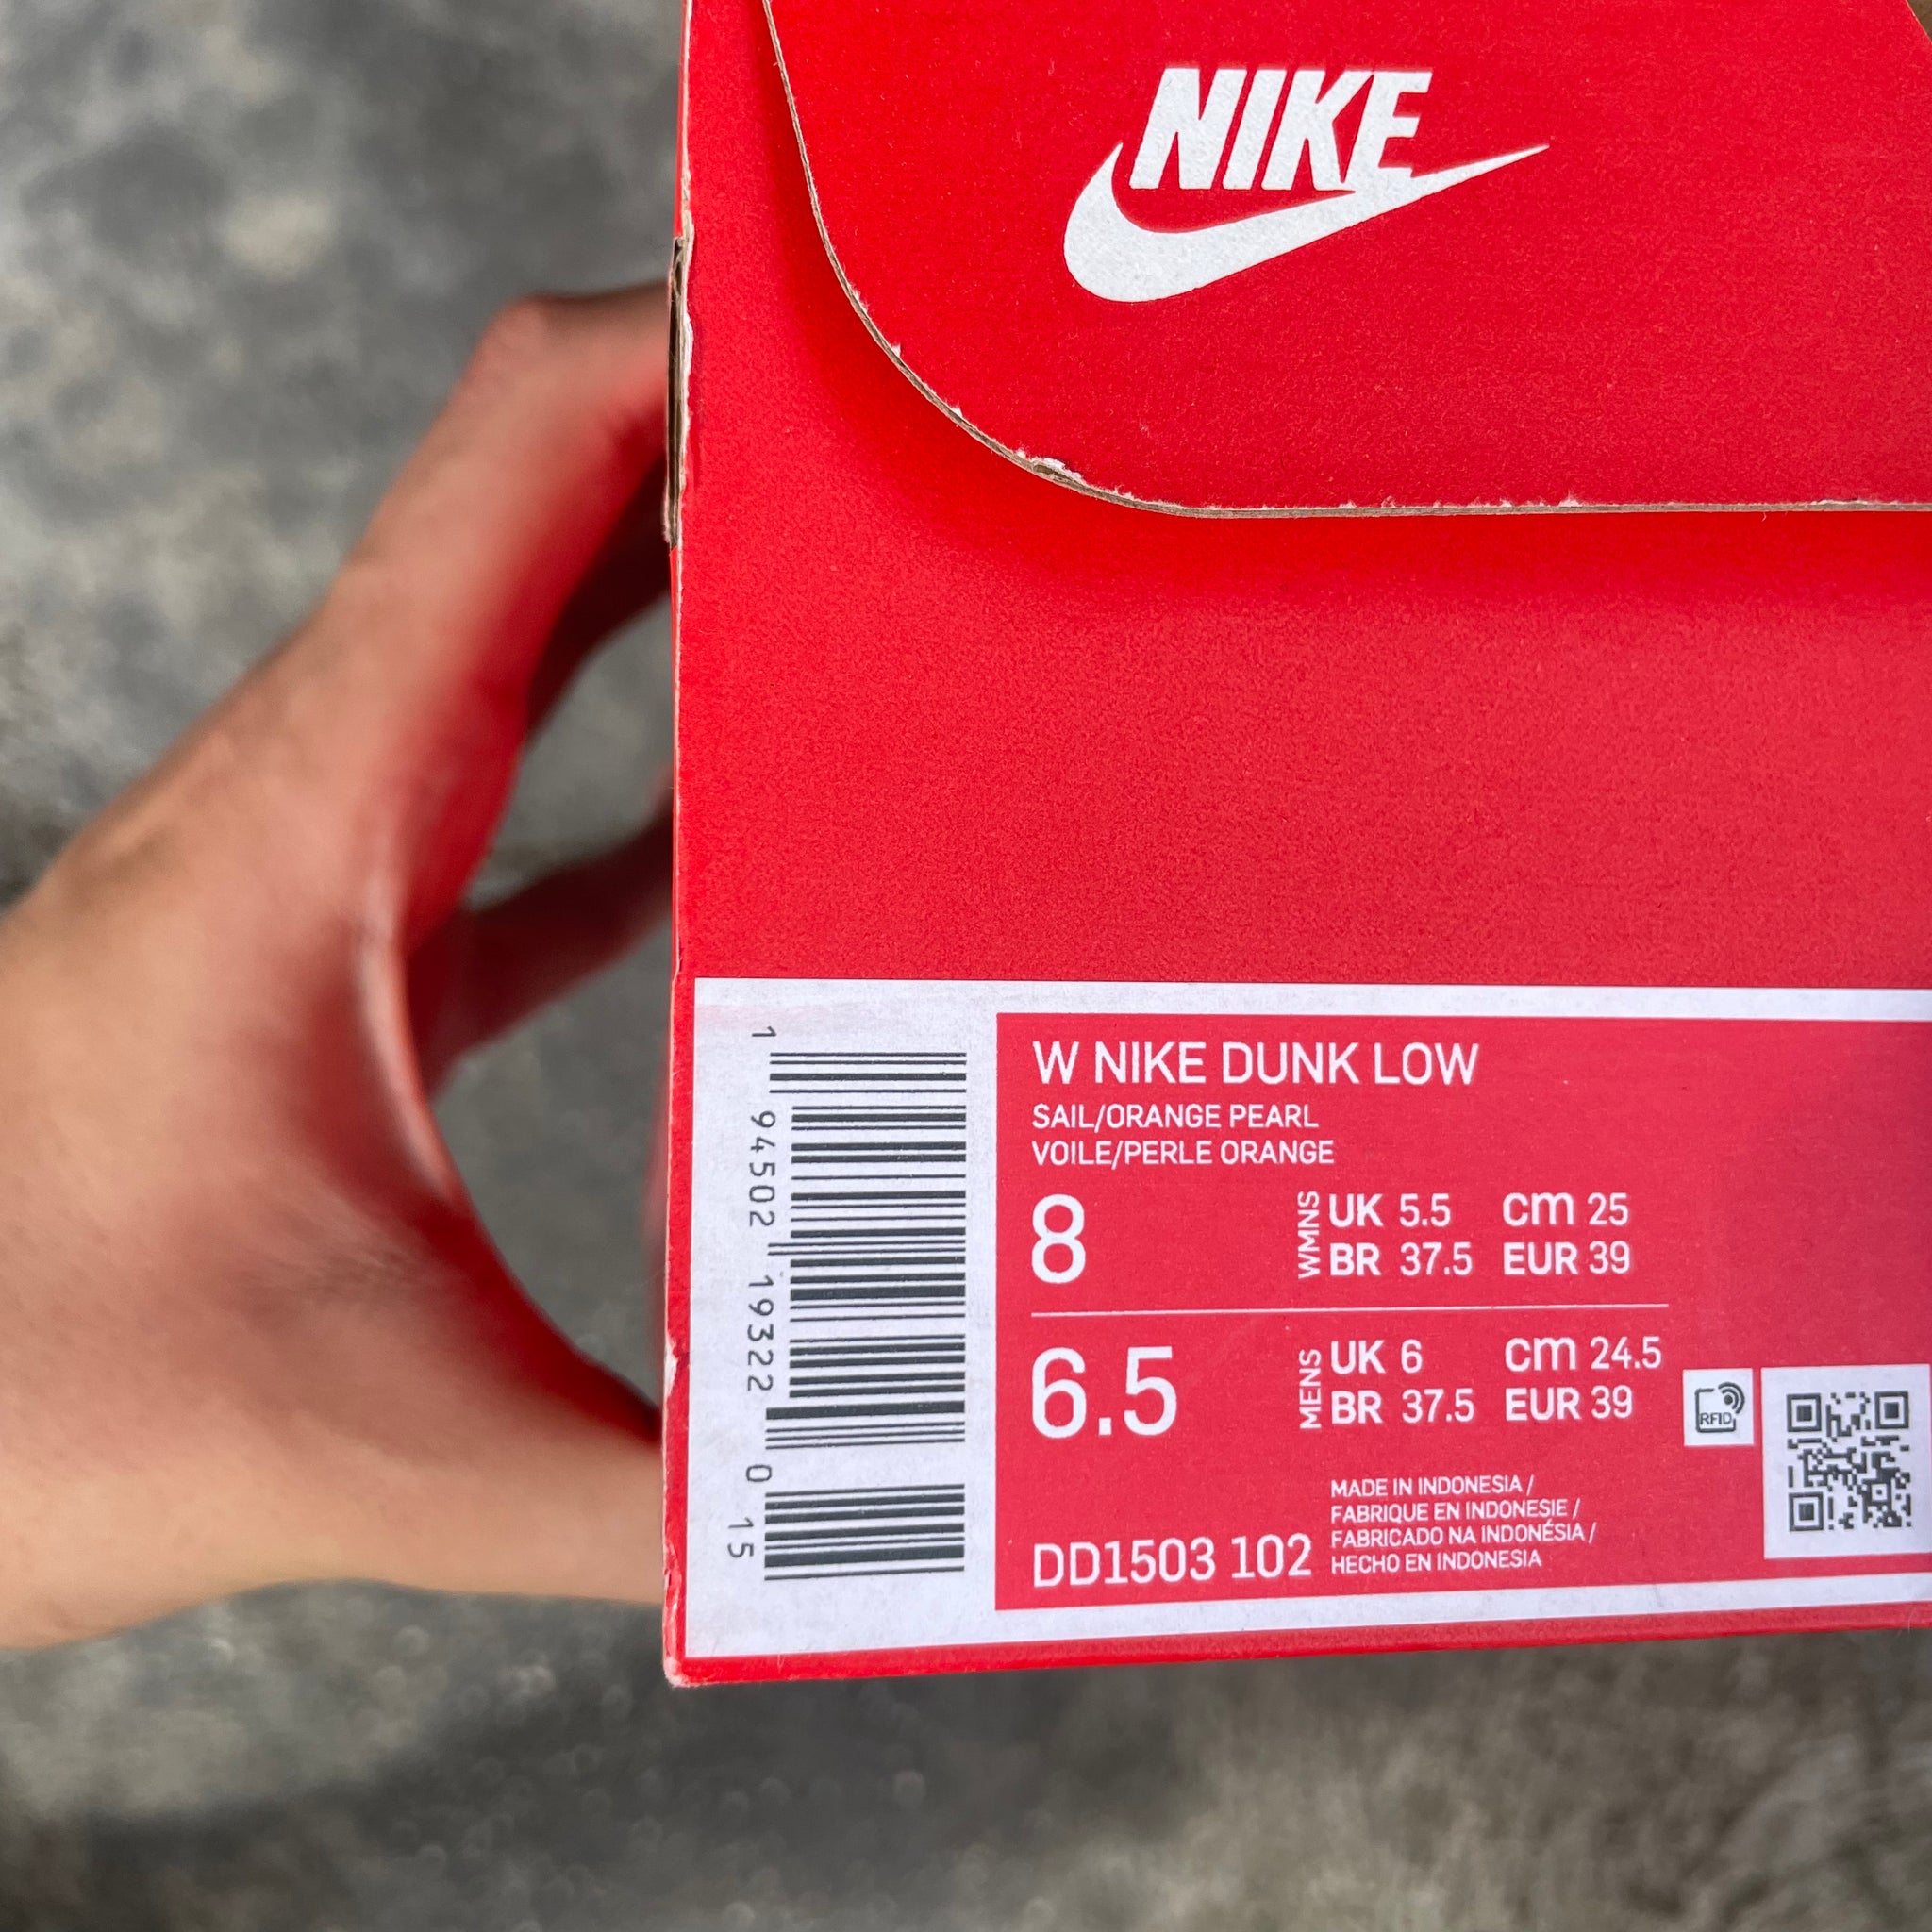 NIKE
1 94502 19322 0 15
W NIKE DUNK LOW
SAIL/ORANGE PEARL
VOILE/PERLE ORANGE
8 WMNS UK 5.5 cm 25
BR 37.5 EUR 39
6.5 MENS UK 6 cm 24.5
BR 37.5 EUR 39
RFID
MADE IN INDONESIA /
FABRIQUE EN INDONESIE /
FABRICADO NA INDONÉSIA /
HECHO EN INDONESIA
DD1503 102